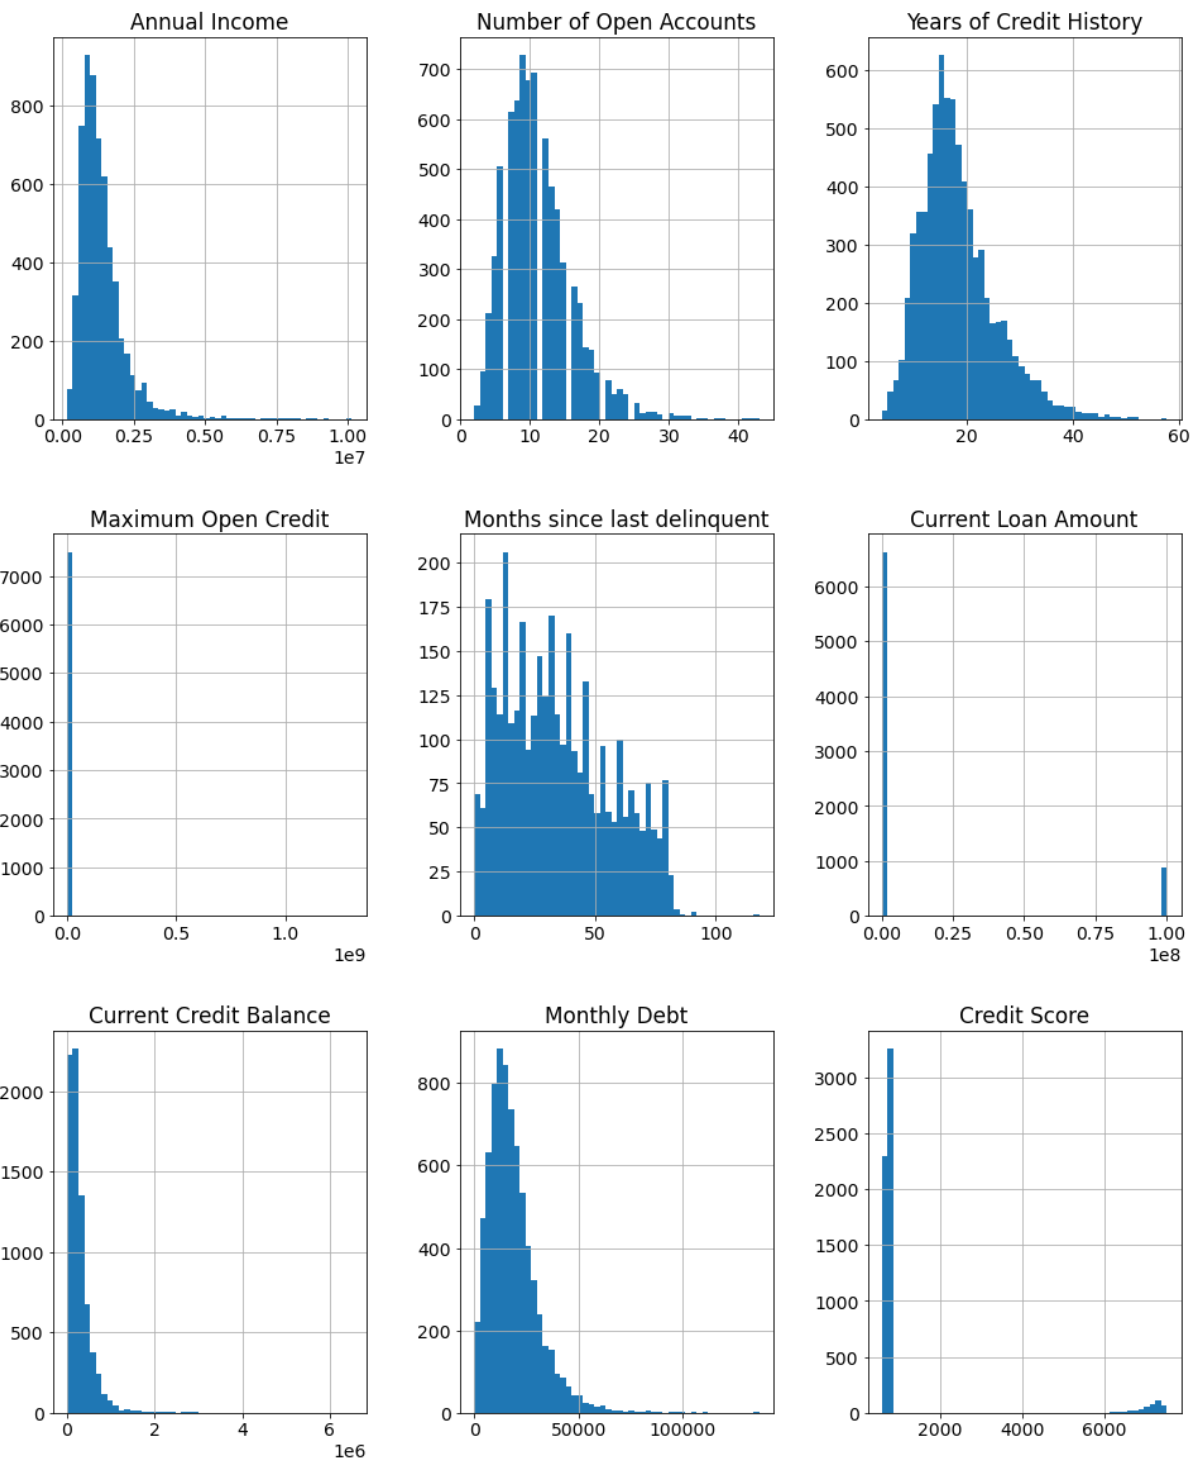 Annual Income
800
600
400
200
0
0.00 0.25 0.50 0.75 1.00
1e7
Number of Open Accounts
700
600
500
400
300
200
100
0
0 10 20 30 40
Years of Credit History
600
500
400
300
200
100
0
20 40 60
Maximum Open Credit
7000
6000
5000
4000
3000
2000
1000
0
0.0 0.5 1.0
1e9
Months since last delinquent
200
175
150
125
100
75
50
25
0
0 50 100
Current Loan Amount
6000
5000
4000
3000
2000
1000
0
0.00 0.25 0.50 0.75 1.00
1e8
Current Credit Balance
2000
1500
1000
500
0
0 2 4 6
1e6
Monthly Debt
800
600
400
200
0
0 50000 100000
Credit Score
3000
2500
2000
1500
1000
500
0
2000 4000 6000